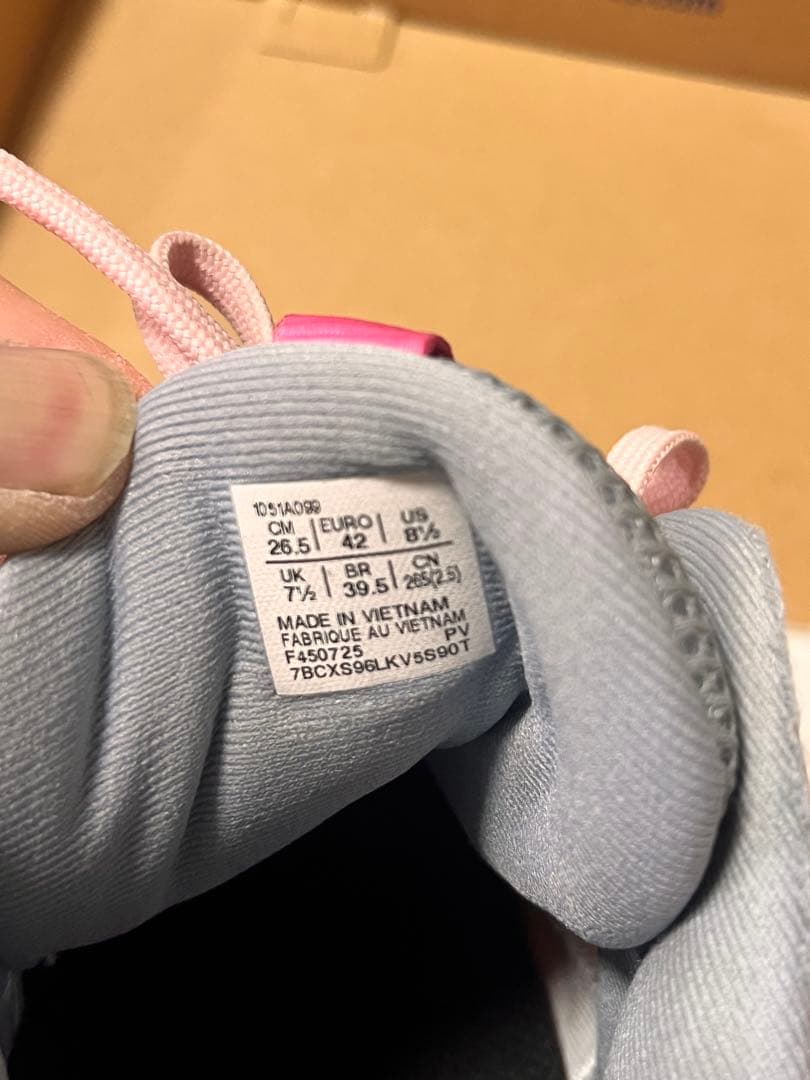 1051A099
CM | EURO | US
26.5 | 42 | 8½
UK | BR | CN
7½ | 39.5 | 265(2.5)
MADE IN VIETNAM
FABRIQUE AU VIETNAM
F450725 PV
7BCXS96LKV5S90T